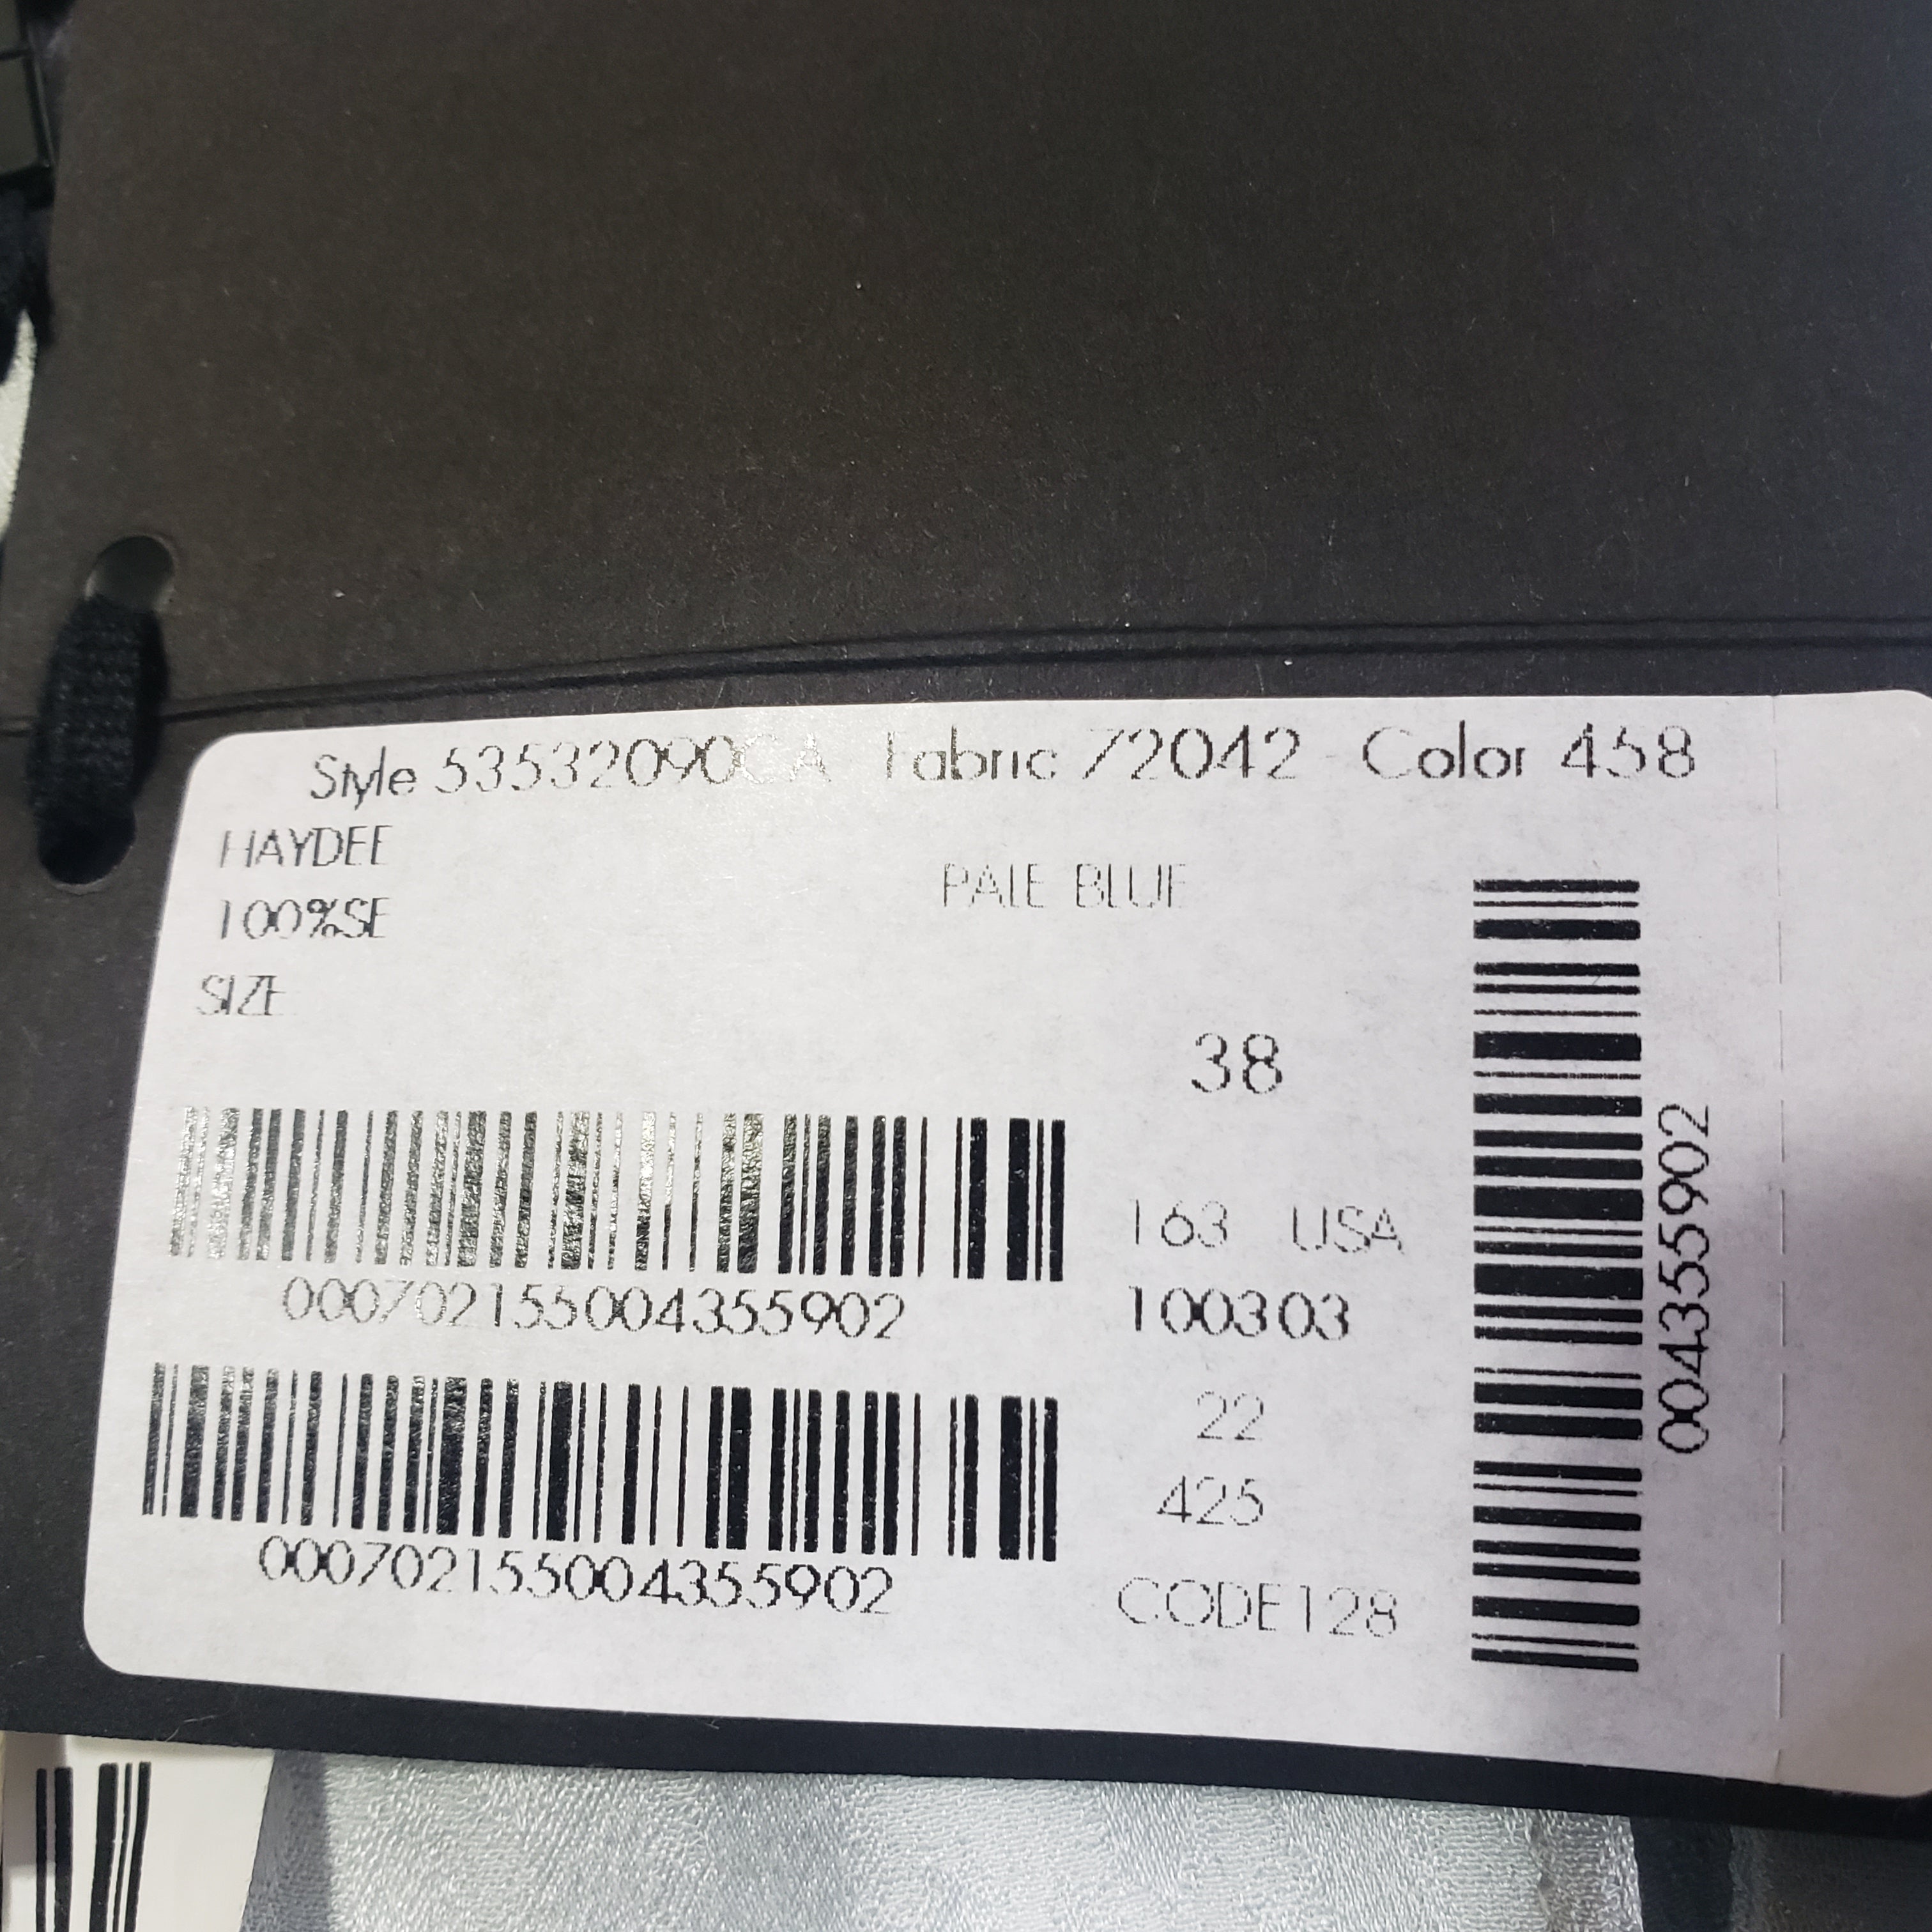 Style 53532090CA Fabric 72042 - Color 458
HAYDEE
PALE BLUE
100%SE
SIZE
38
163 USA
000702155004355902
100303
22
425
000702155004355902
CODE128
004355902